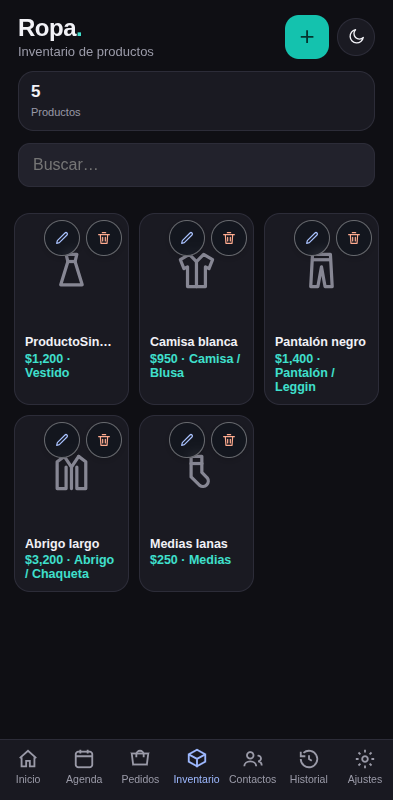 Ropa.
Inventario de productos
5
Productos
Buscar…
ProductoSin…
$1,200 ·
Vestido
Camisa blanca
$950 · Camisa /
Blusa
Pantalón negro
$1,400 ·
Pantalón /
Leggin
Abrigo largo
$3,200 · Abrigo
/ Chaqueta
Medias lanas
$250 · Medias
Inicio
Agenda
Pedidos
Inventario
Contactos
Historial
Ajustes